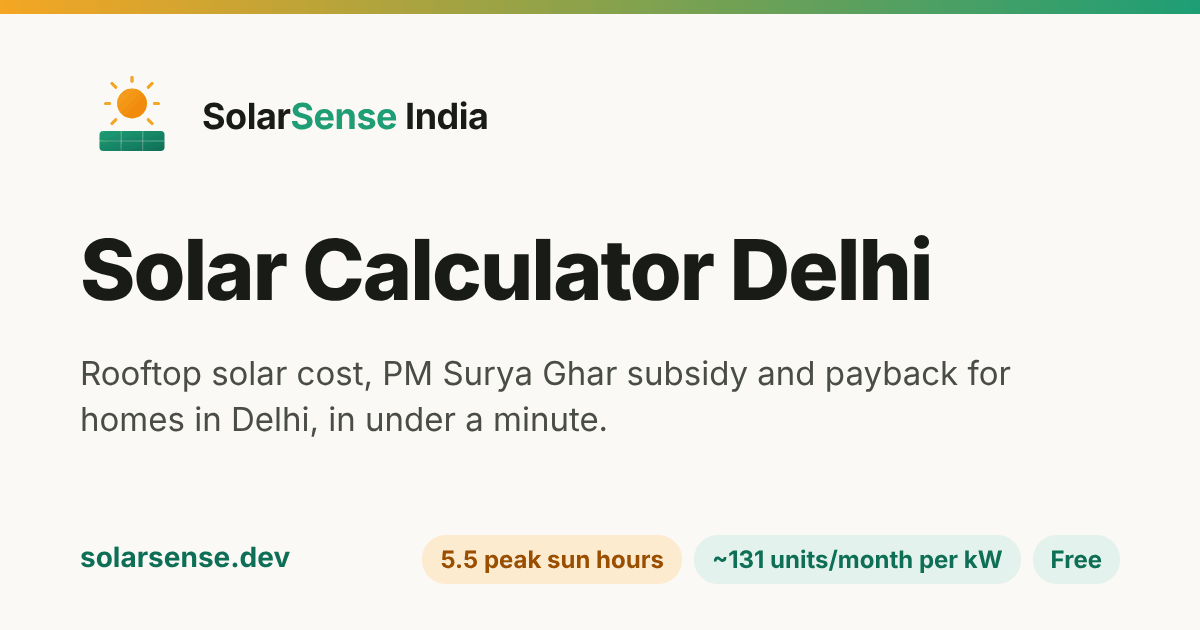 SolarSense India
Solar Calculator Delhi
Rooftop solar cost, PM Surya Ghar subsidy and payback for
homes in Delhi, in under a minute.
solarsense.dev
5.5 peak sun hours
~131 units/month per kW
Free